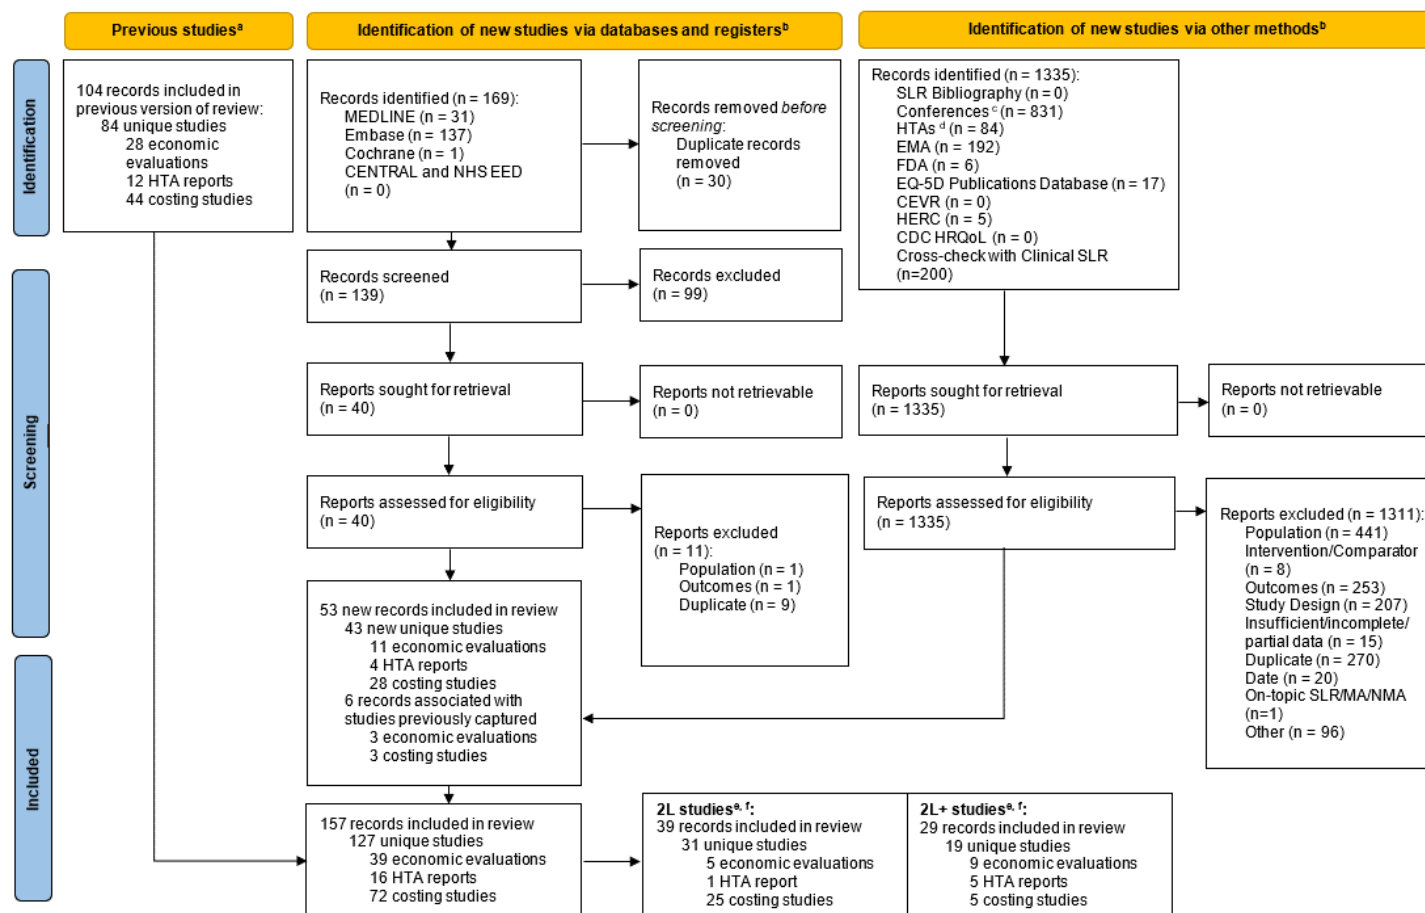 Previous studiesᵃ
Identification of new studies via databases and registersᵇ
Identification of new studies via other methodsᵇ
Identification
104 records included in
previous version of review:
84 unique studies
28 economic
evaluations
12 HTA reports
44 costing studies
Records identified (n = 169):
MEDLINE (n = 31)
Embase (n = 137)
Cochrane (n = 1)
CENTRAL and NHS EED
(n = 0)
Records removed before
screening:
Duplicate records
removed
(n = 30)
Records identified (n = 1335):
SLR Bibliography (n = 0)
Conferences ᶜ (n = 831)
HTAs ᵈ (n = 84)
EMA (n = 192)
FDA (n = 6)
EQ-5D Publications Database (n = 17)
CEVR (n = 0)
HERC (n = 5)
CDC HRQoL (n = 0)
Cross-check with Clinical SLR
(n=200)
Screening
Records screened
(n = 139)
Records excluded
(n = 99)
Reports sought for retrieval
(n = 40)
Reports not retrievable
(n = 0)
Reports sought for retrieval
(n = 1335)
Reports not retrievable
(n = 0)
Reports assessed for eligibility
(n = 40)
Reports excluded
(n = 11):
Population (n = 1)
Outcomes (n = 1)
Duplicate (n = 9)
Reports assessed for eligibility
(n = 1335)
Reports excluded (n = 1311):
Population (n = 441)
Intervention/Comparator
(n = 8)
Outcomes (n = 253)
Study Design (n = 207)
Insufficient/incomplete/
partial data (n = 15)
Duplicate (n = 270)
Date (n = 20)
On-topic SLR/MA/NMA
(n=1)
Other (n = 96)
Included
53 new records included in review
43 new unique studies
11 economic evaluations
4 HTA reports
28 costing studies
6 records associated with
studies previously captured
3 economic evaluations
3 costing studies
157 records included in review
127 unique studies
39 economic evaluations
16 HTA reports
72 costing studies
2L studiesᵉ, ᶠ:
39 records included in review
31 unique studies
5 economic evaluations
1 HTA report
25 costing studies
2L+ studiesᵉ, ᶠ:
29 records included in review
19 unique studies
9 economic evaluations
5 HTA reports
5 costing studies